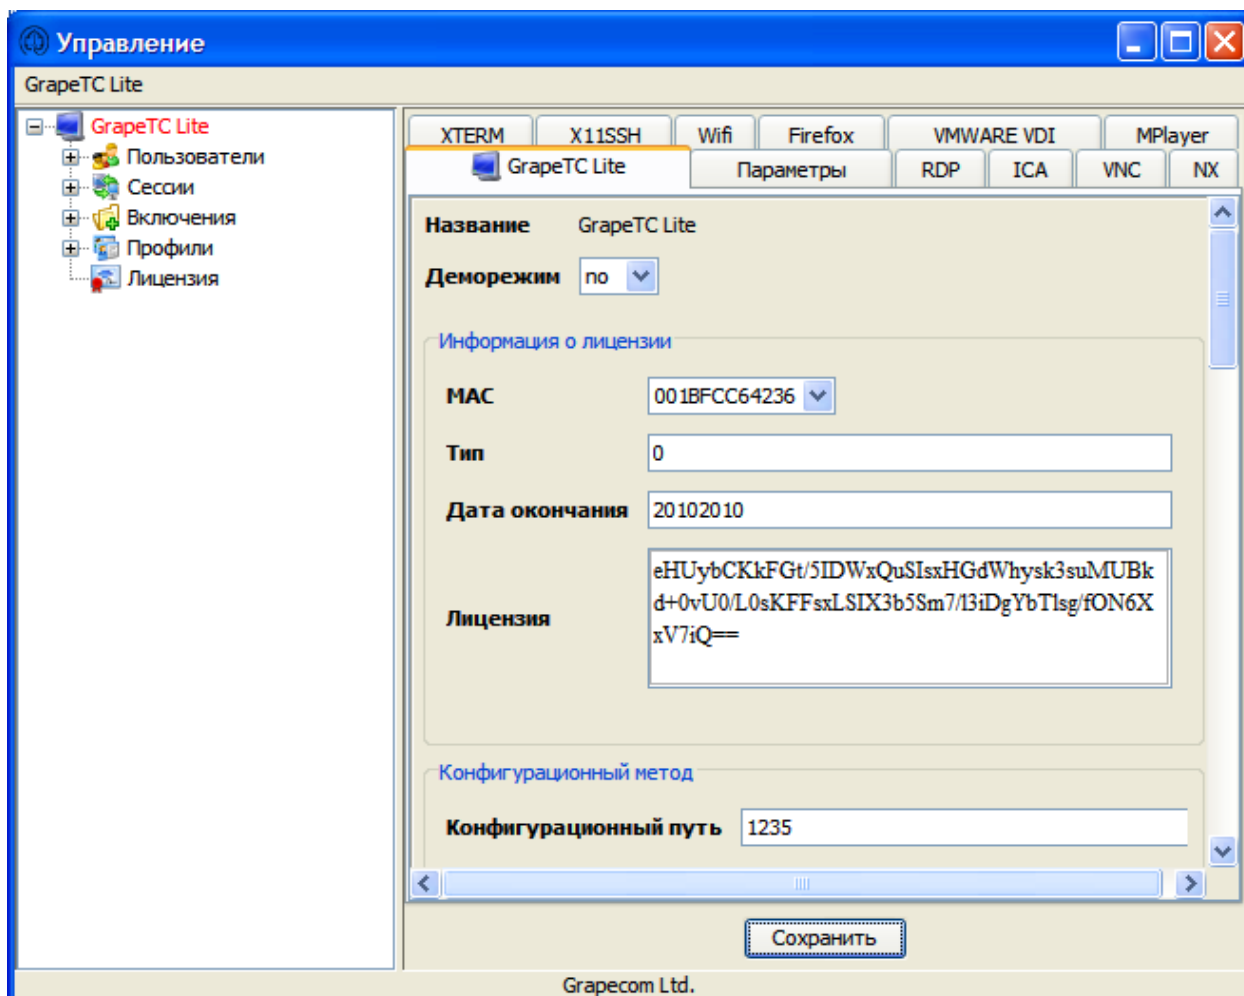 Управление
GrapeTC Lite
GrapeTC Lite
Пользователи
Сессии
Включения
Профили
Лицензия
XTERM X11SSH Wifi Firefox VMWARE VDI MPlayer
GrapeTC Lite Параметры RDP ICA VNC NX
Название GrapeTC Lite
Деморежим no
Информация о лицензии
MAC 001BFCC64236
Тип 0
Дата окончания 20102010
Лицензия
eHUybCKkFGt/5IDWxQuSIsxHGdWhysk3suMUBk
d+0vU0/L0sKFFsxLSIX3b5Sm7/l3iDgYbTlsg/fON6X
xV7iQ==
Конфигурационный метод
Конфигурационный путь 1235
Сохранить
Grapecom Ltd.